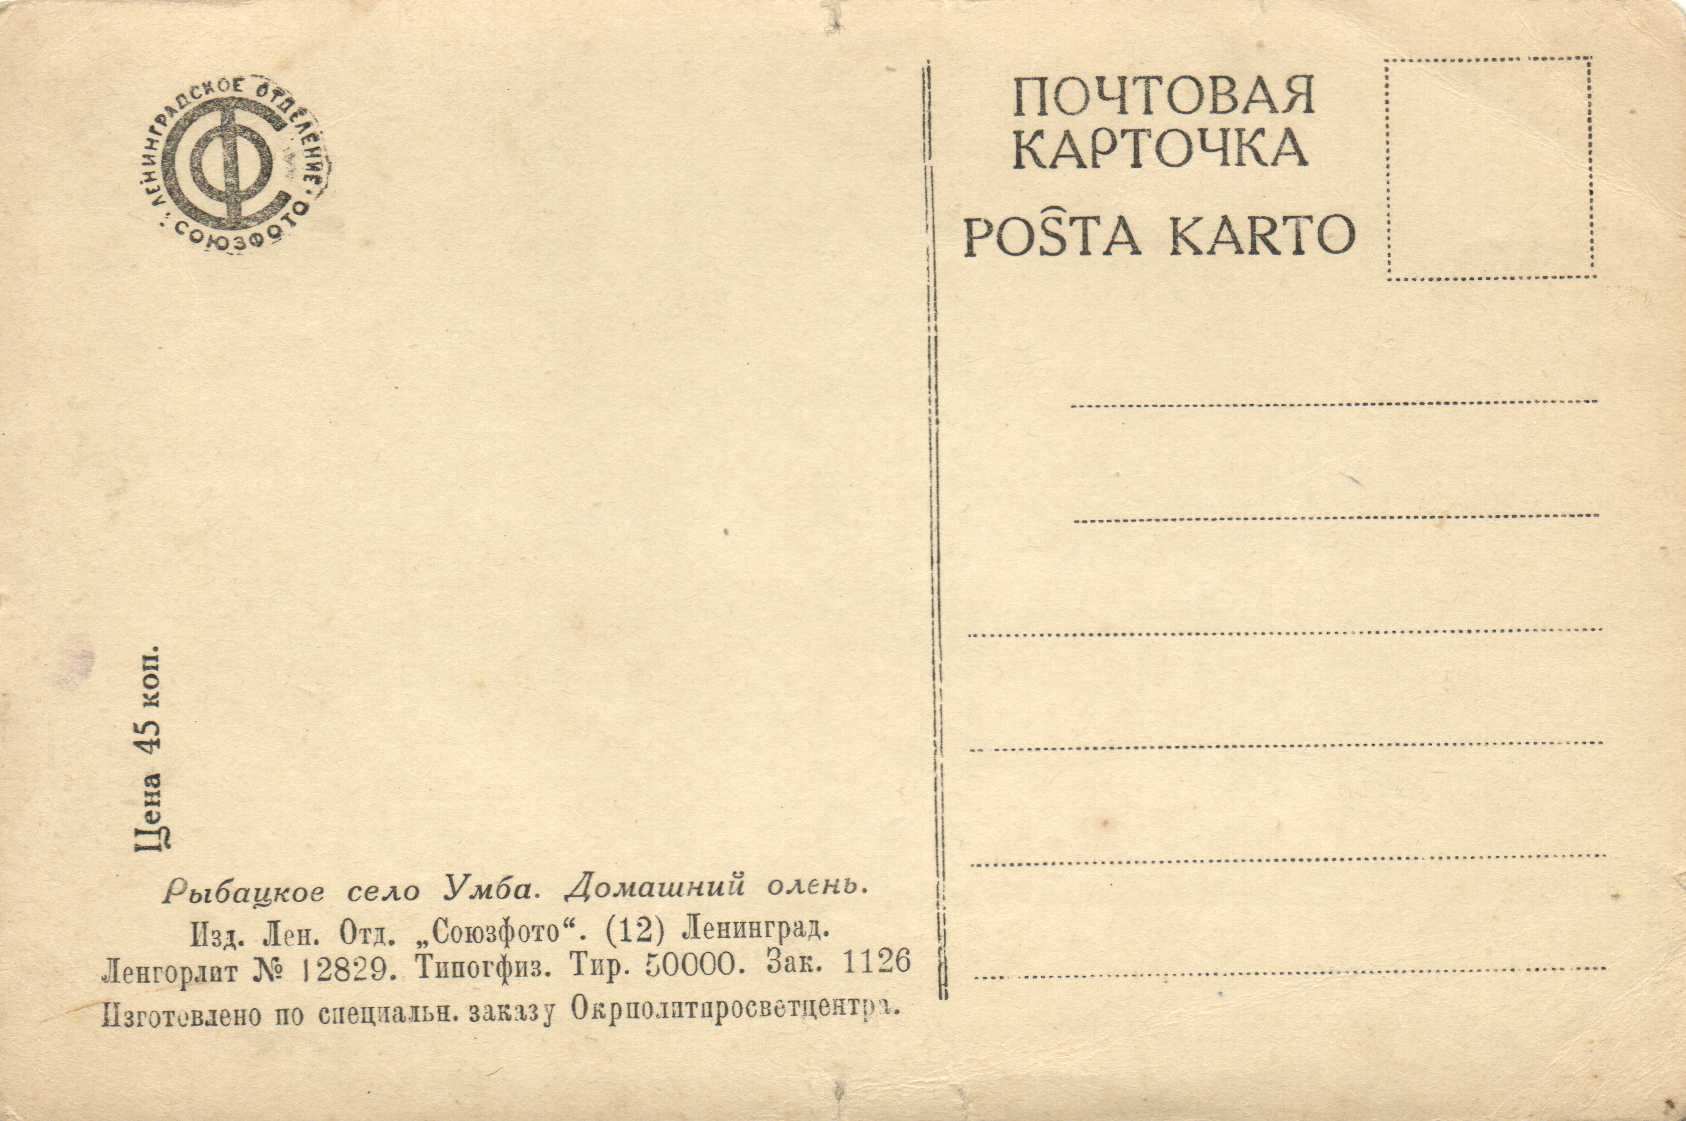 ЛЕНИНГРАДСКОЕ ОТДЕЛЕНИЕ
СОЮЗФОТО
ПОЧТОВАЯ
КАРТОЧКА
POŜTA KARTO
Цена 45 коп.
Рыбацкое село Умба. Домашний олень.
Изд. Лен. Отд. „Союзфото“. (12) Ленинград.
Ленгорлит № 12829. Типогфиз. Тир. 50000. Зак. 1126
Изготовлено по специальн. заказу Окрполитпросветцентра.